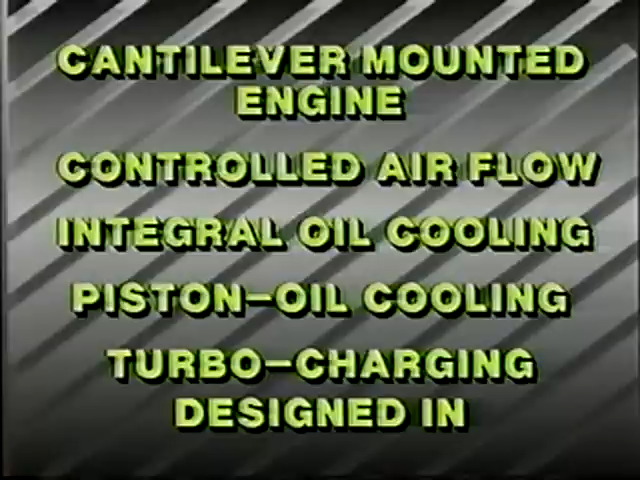 CANTILEVER MOUNTED
ENGINE
CONTROLLED AIR FLOW
INTEGRAL OIL COOLING
PISTON-OIL COOLING
TURBO-CHARGING
DESIGNED IN